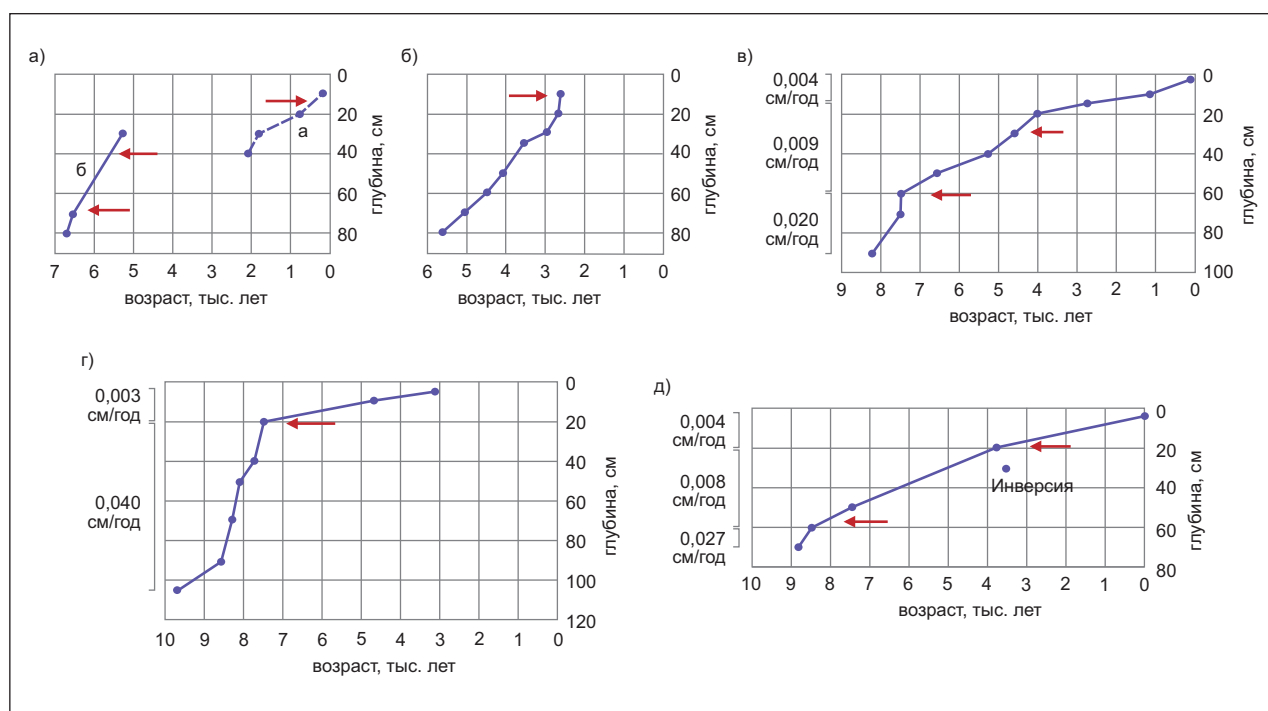 а)
0
20
40
60
80
глубина, см
а
б
7 6 5 4 3 2 1 0
возраст, тыс. лет
б)
0
20
40
60
80
глубина, см
6 5 4 3 2 1 0
возраст, тыс. лет
в)
0,004
см/год
0,009
см/год
0,020
см/год
0
20
40
60
80
100
глубина, см
9 8 7 6 5 4 3 2 1 0
возраст, тыс. лет
г)
0,003
см/год
0,040
см/год
0
20
40
60
80
100
120
глубина, см
10 9 8 7 6 5 4 3 2 1 0
возраст, тыс. лет
д)
0,004
см/год
0,008
см/год
0,027
см/год
Инверсия
0
20
40
60
80
глубина, см
10 9 8 7 6 5 4 3 2 1 0
возраст, тыс. лет